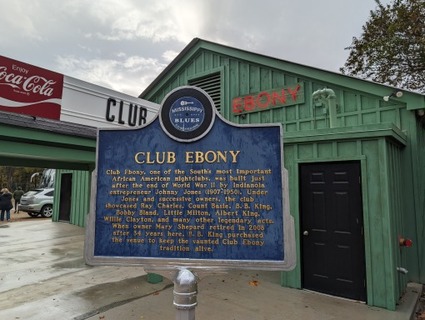 Enjoy
Coca-Cola
CLUB
EBONY
MISSISSIPPI
BLUES
CLUB EBONY
Club Ebony, one of the South's most important
African American nightclubs, was built just
after the end of World War II by Indianola
entrepreneur Johnny Jones (1907-1950). Under
Jones and successive owners, the club
showcased Ray Charles, Count Basie, B.B. King,
Bobby Bland, Little Milton, Albert King,
Willie Clayton, and many other legendary acts.
When owner Mary Shepard retired in 2008
after 34 years here, B. B. King purchased
the venue to keep the vaunted Club Ebony
tradition alive.